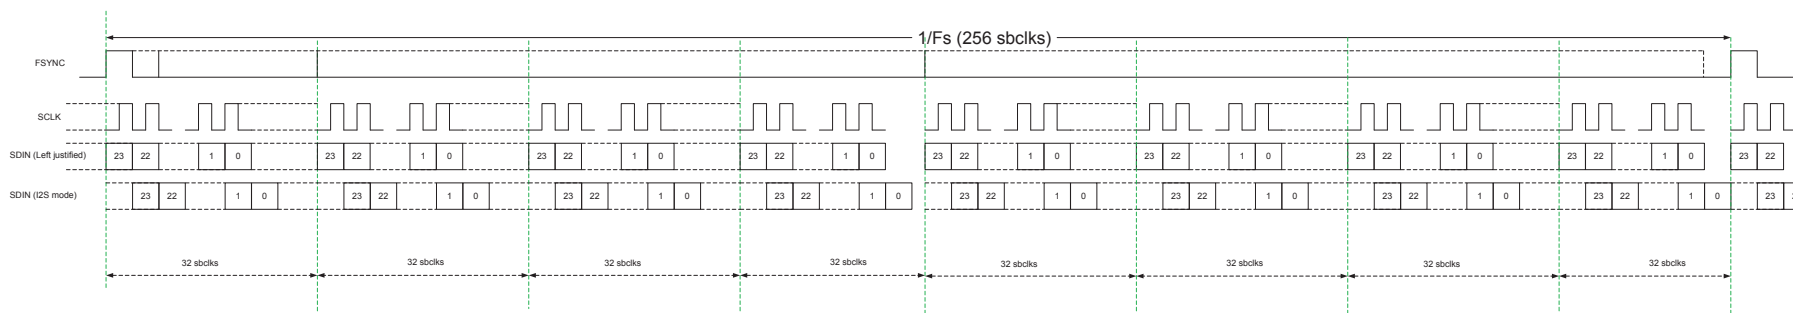 1/Fs (256 sbclks)
FSYNC
SCLK
SDIN (Left justified) 23 22 1 0 23 22 1 0 23 22 1 0 23 22 1 0 23 22 1 0 23 22 1 0 23 22 1 0 23 22 1 0 23 22
SDIN (I2S mode) 23 22 1 0 23 22 1 0 23 22 1 0 23 22 1 0 23 22 1 0 23 22 1 0 23 22 1 0 23 22 1 0 23
32 sbclks 32 sbclks 32 sbclks 32 sbclks 32 sbclks 32 sbclks 32 sbclks 32 sbclks